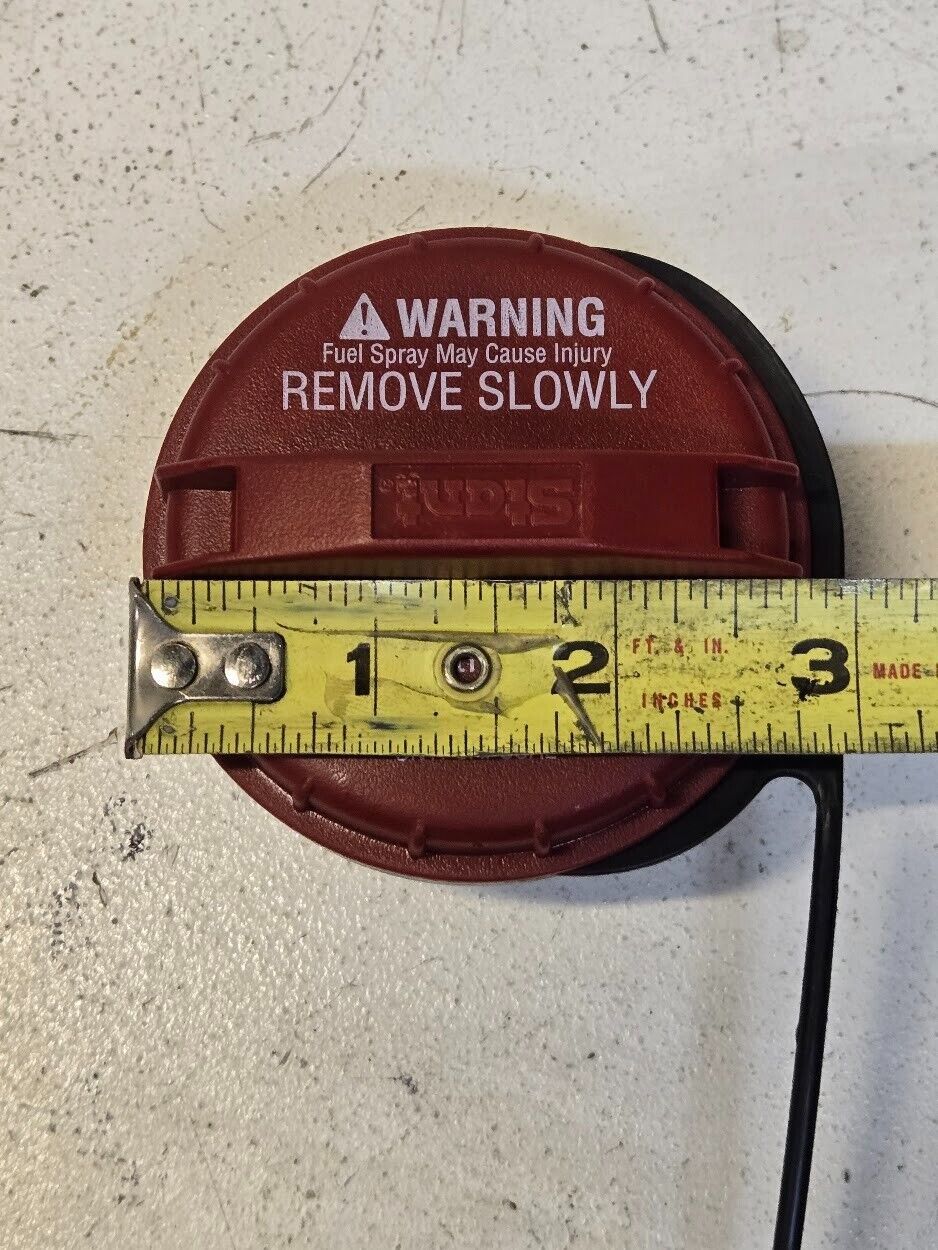 WARNING
Fuel Spray May Cause Injury
REMOVE SLOWLY
Stant
1 2 FT. & IN. 3 MADE
INCHES